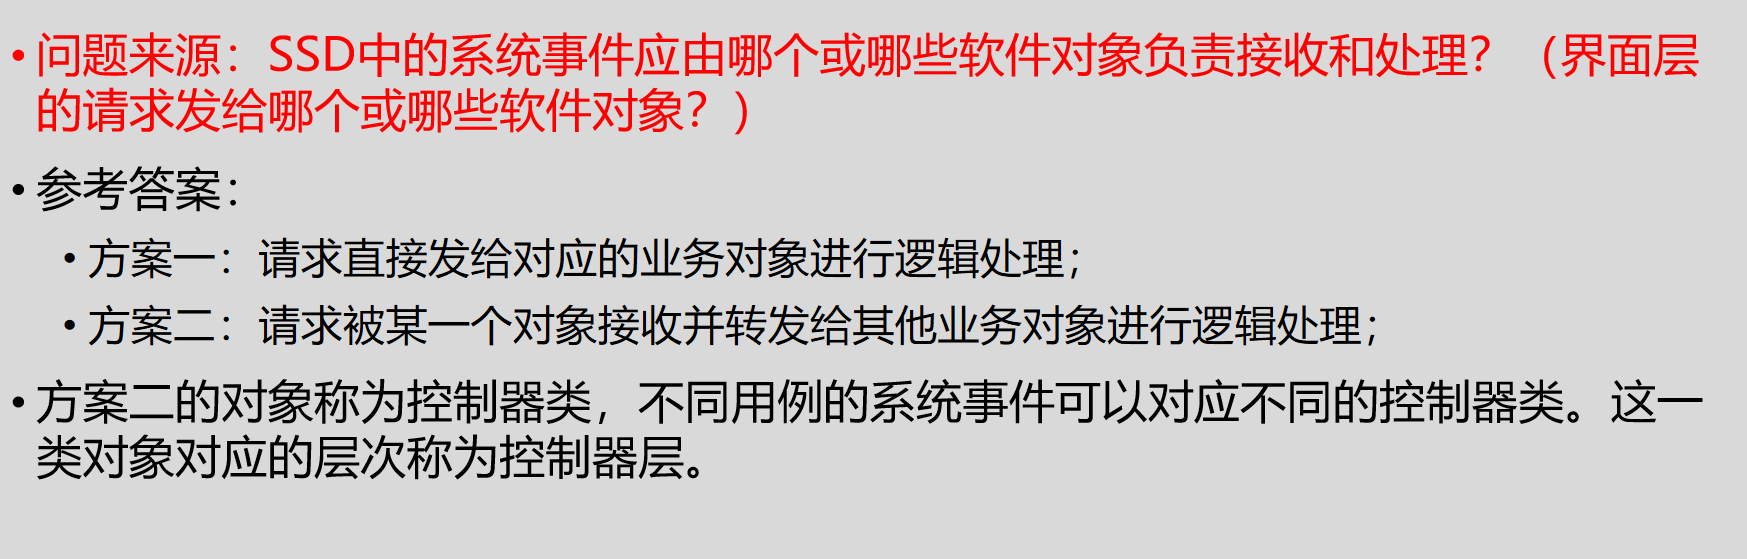 • 问题来源：SSD中的系统事件应由哪个或哪些软件对象负责接收和处理？（界面层
的请求发给哪个或哪些软件对象？）
• 参考答案：
• 方案一：请求直接发给对应的业务对象进行逻辑处理；
• 方案二：请求被某一个对象接收并转发给其他业务对象进行逻辑处理；
• 方案二的对象称为控制器类，不同用例的系统事件可以对应不同的控制器类。这一
类对象对应的层次称为控制器层。